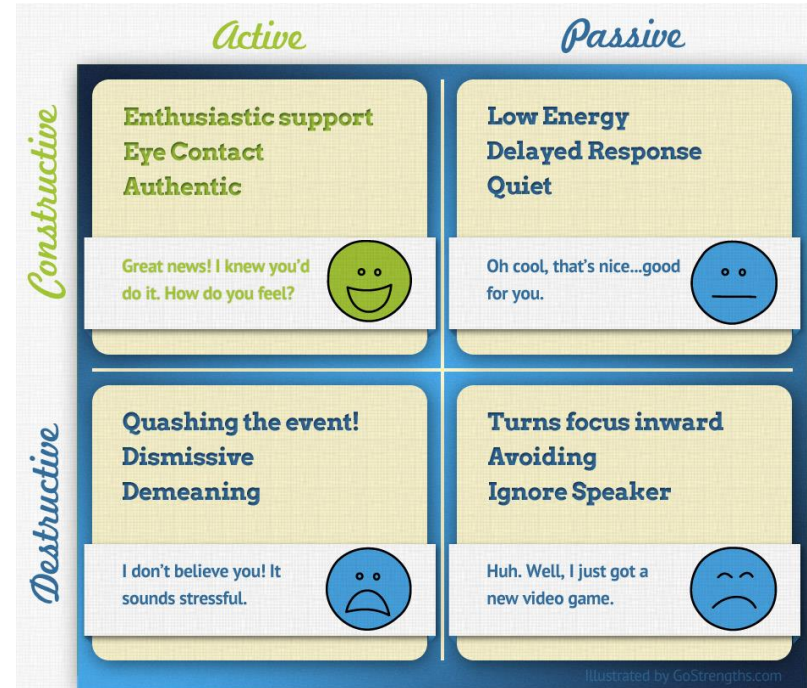 Active
Passive
Constructive
Enthusiastic support
Eye Contact
Authentic
Great news! I knew you'd
do it. How do you feel?
Low Energy
Delayed Response
Quiet
Oh cool, that's nice...good
for you.
Destructive
Quashing the event!
Dismissive
Demeaning
I don't believe you! It
sounds stressful.
Turns focus inward
Avoiding
Ignore Speaker
Huh. Well, I just got a
new video game.
Illustrated by GoStrengths.com